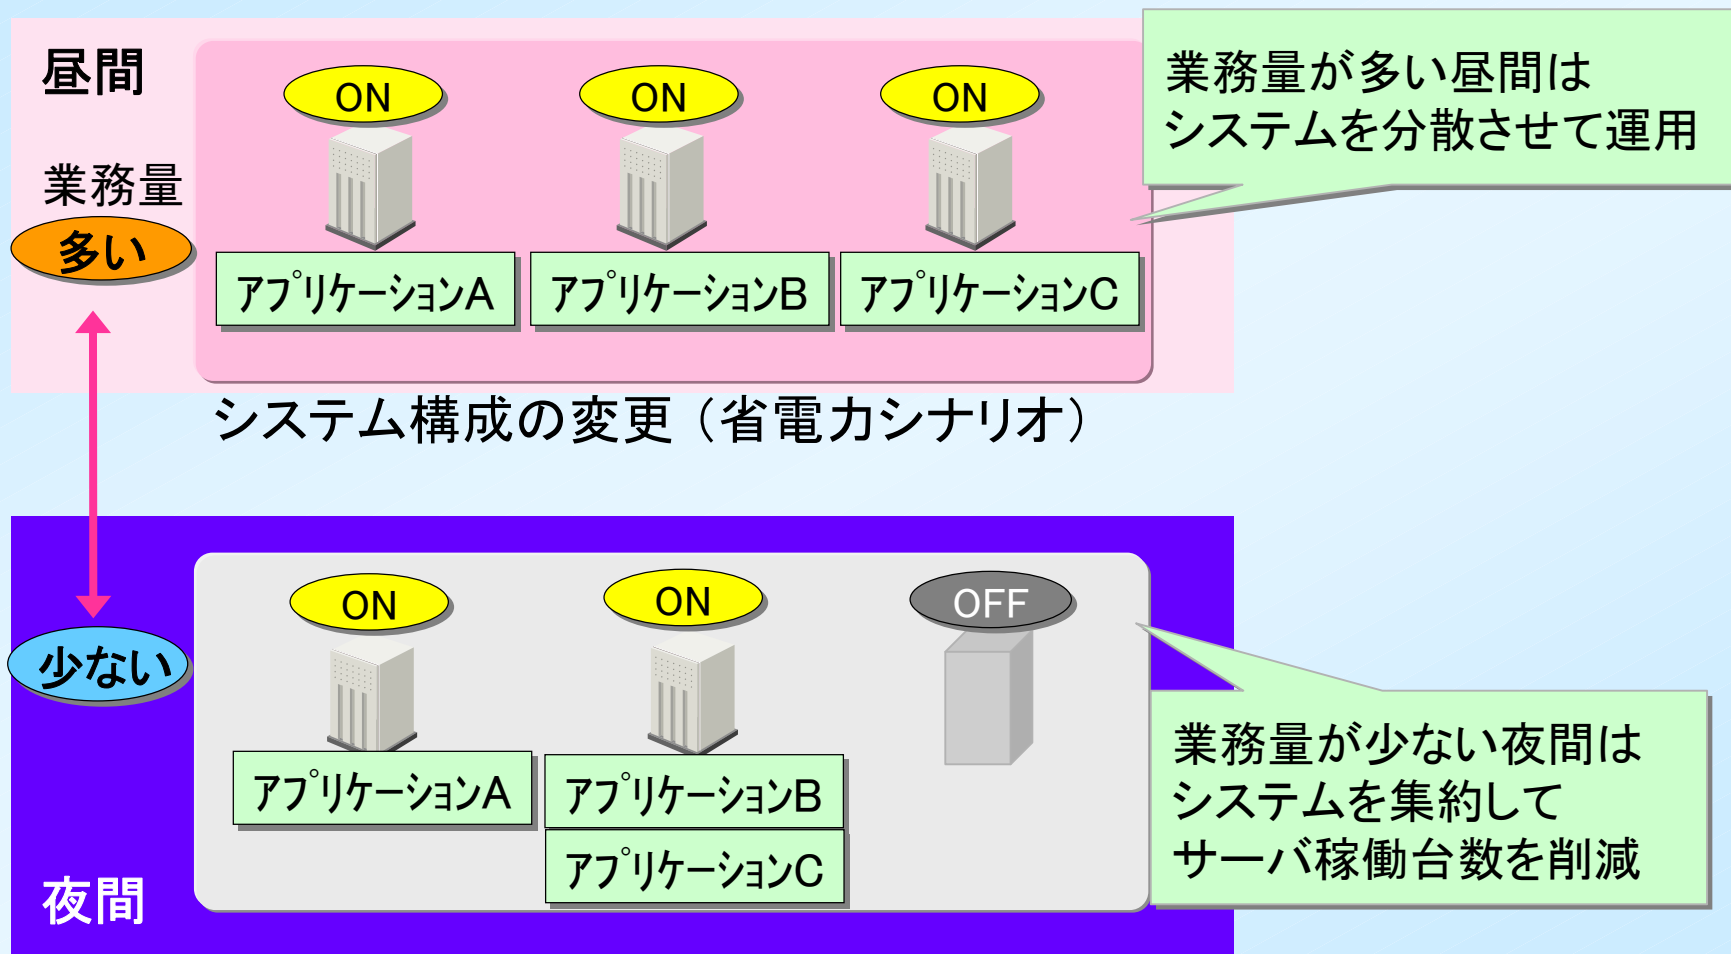 昼間
ON
ON
ON
業務量が多い昼間は
システムを分散させて運用
業務量
多い
アプリケーションA
アプリケーションB
アプリケーションC
システム構成の変更（省電力シナリオ）
ON
ON
OFF
少ない
アプリケーションA
アプリケーションB
アプリケーションC
業務量が少ない夜間は
システムを集約して
サーバ稼働台数を削減
夜間